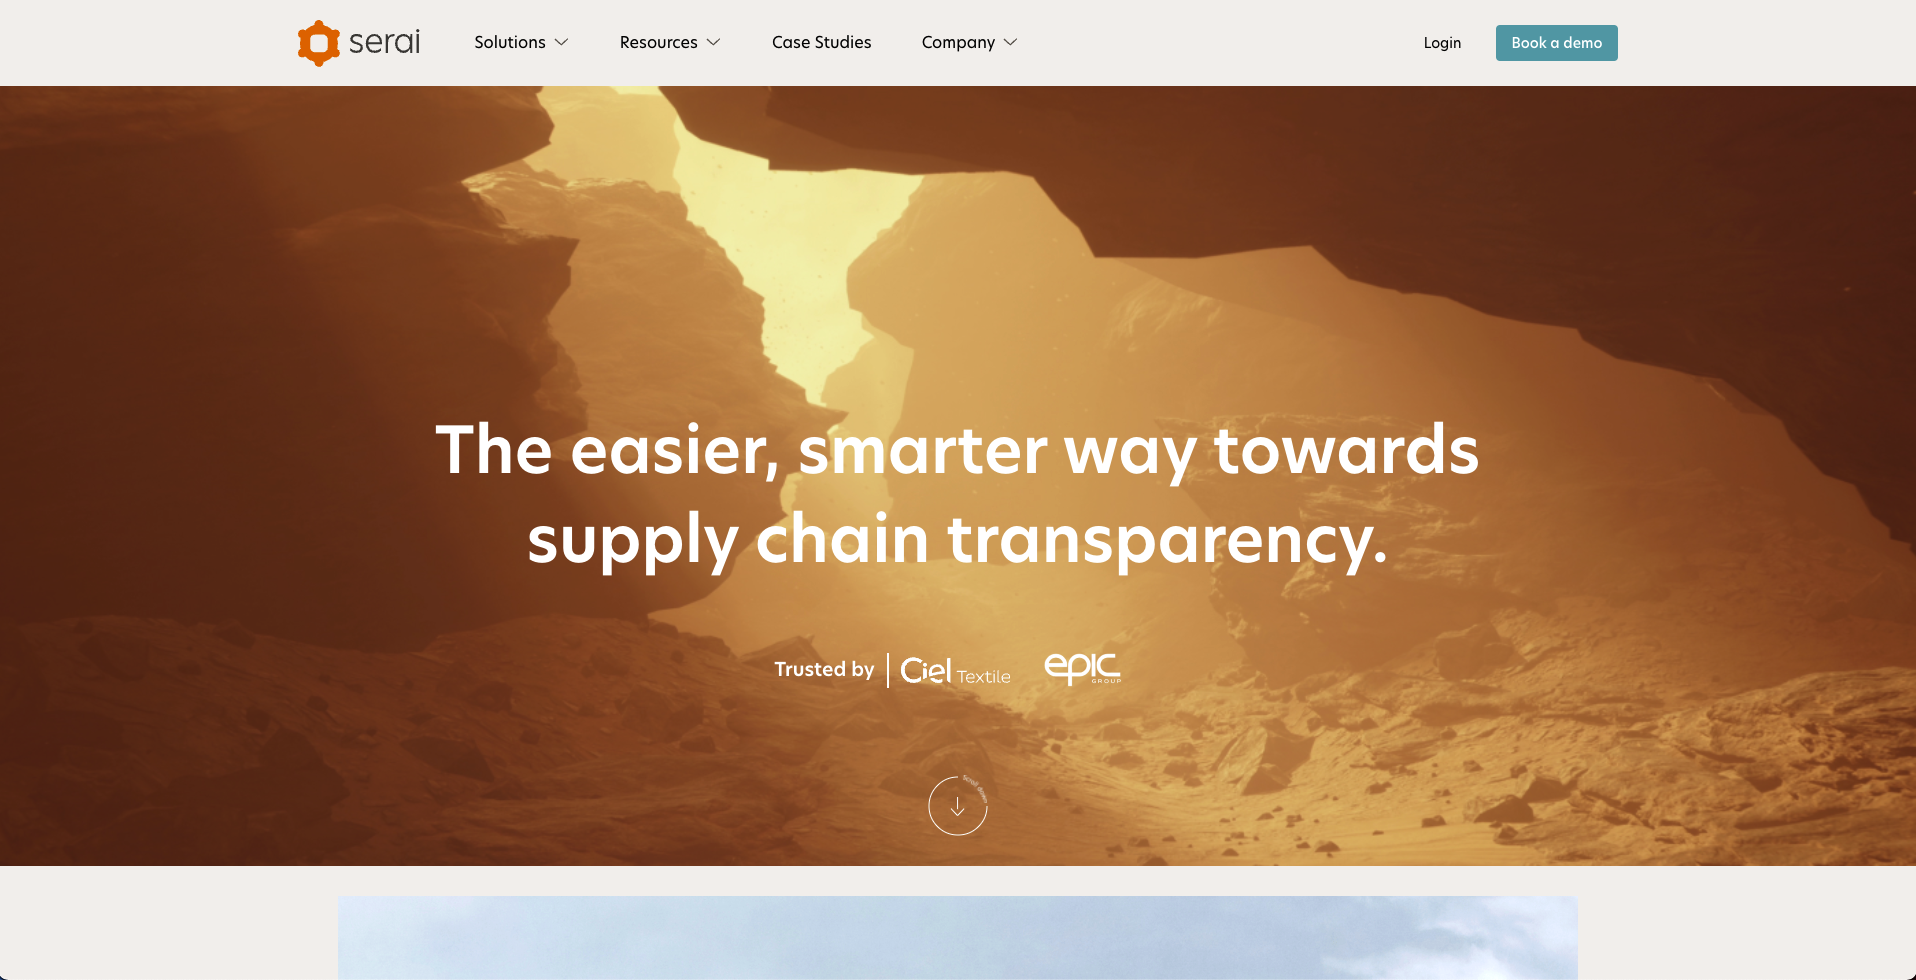 serai
Solutions
Resources
Case Studies
Company
Login
Book a demo
The easier, smarter way towards
supply chain transparency.
Trusted by
Ciel Textile
epic
GROUP
scroll down